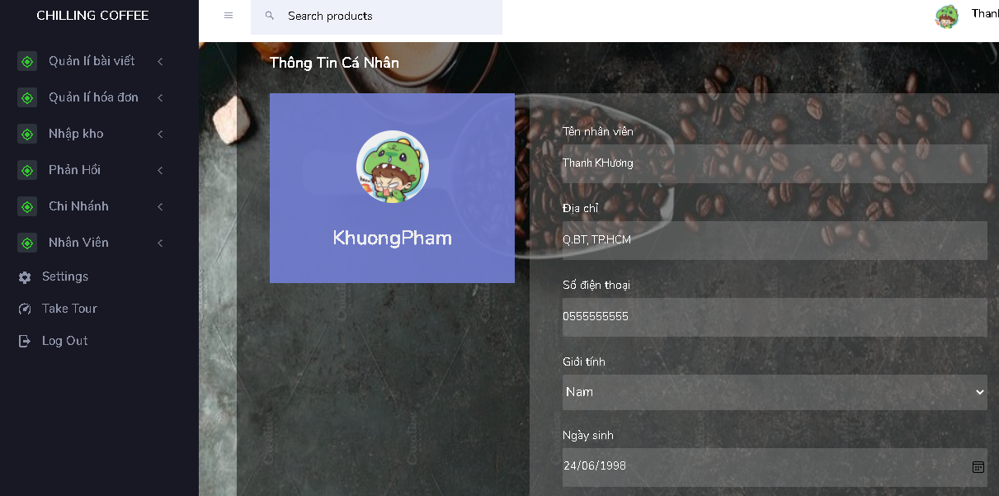 CHILLING COFFEE
Search products
Quản lí bài viết
Quản lí hóa đơn
Nhập kho
Phản Hồi
Chi Nhánh
Nhân Viên
Settings
Take Tour
Log Out
Thông Tin Cá Nhân
KhuongPham
Tên nhân viên
Thanh KHương
Địa chỉ
Q.BT, TP.HCM
Số điện thoại
0555555555
Giới tính
Nam
Ngày sinh
24/06/1998